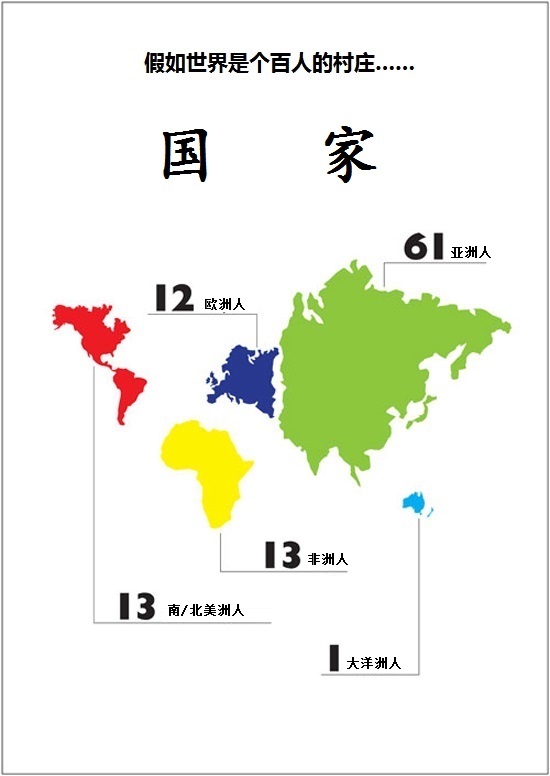 假如世界是个百人的村庄……
国 家
61 亚洲人
12 欧洲人
13 非洲人
13 南/北美洲人
1 大洋洲人